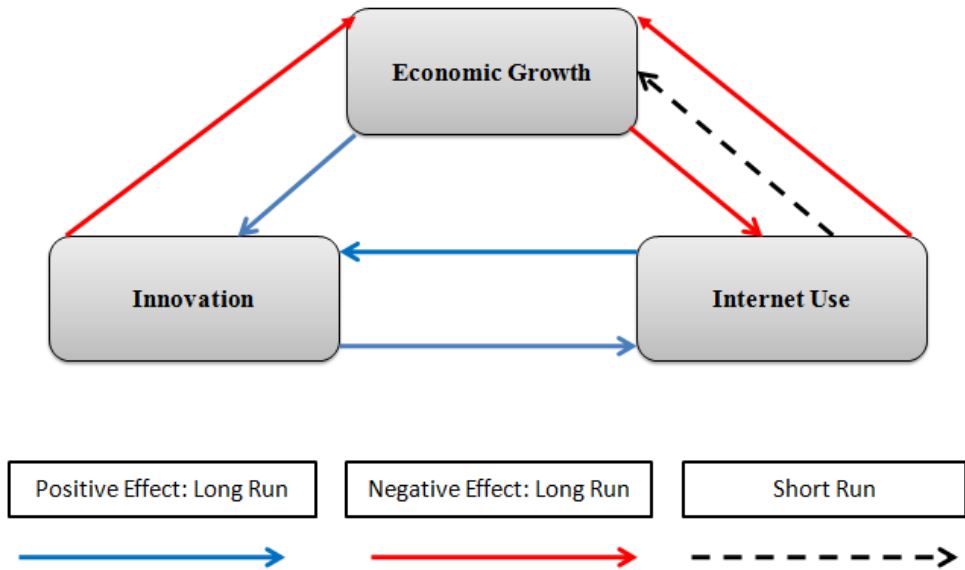 Economic Growth
Innovation
Internet Use
Positive Effect: Long Run
Negative Effect: Long Run
Short Run